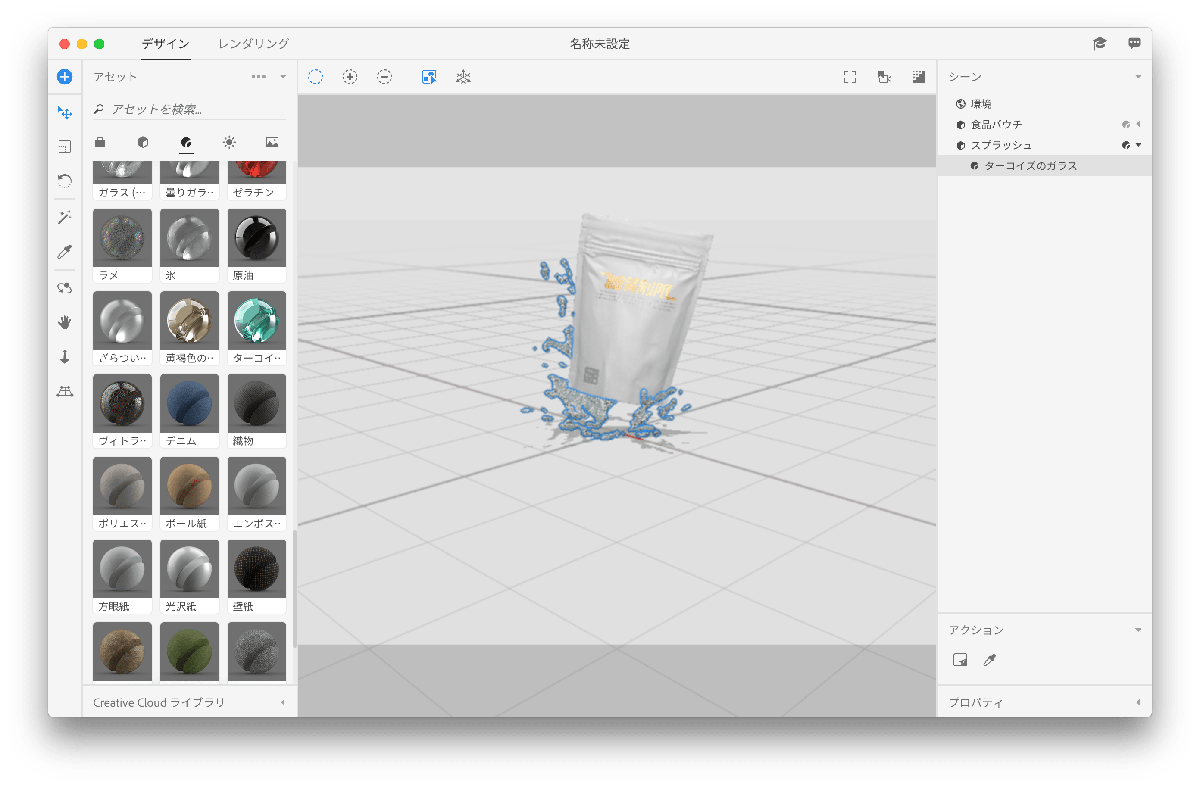 デザイン
レンダリング
名称未設定
アセット
アセットを検索...
ガラス (…
曇りガラ…
ゼラチン
ラメ
氷
原油
ざらつい…
黄褐色の…
ターコイ…
ヴィトラ…
デニム
織物
ポリエス…
ボール紙
エンボス…
方眼紙
光沢紙
壁紙
Creative Cloud ライブラリ
シーン
環境
食品パウチ
スプラッシュ
ターコイズのガラス
アクション
プロパティ